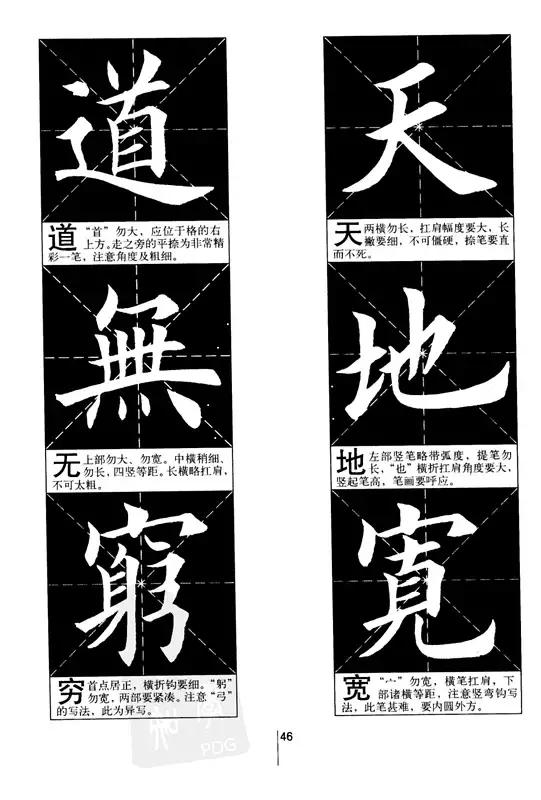 天
天 两横勿长，扛肩幅度要大，长
撇要细，不可僵硬，捺笔要直
而不死。
地
地 左部竖笔略带弧度，提笔勿
长，“也”横折扛肩角度要大，
竖起笔高，笔画要呼应。
寬
宽 “宀”勿宽，横笔扛肩，下
部诸横等距，注意竖弯钩写
法，此笔甚难，要内圆外方。
道
道 “首”勿大，应位于格的右
上方。走之旁的平捺为非常精
彩一笔，注意角度及粗细。
無
无 上部勿大、勿宽。中横稍细、
勿长，四竖等距。长横略扛肩，
不可太粗。
窮
穷 首点居正，横折钩要细。“躬”
勿宽，两部要紧凑。注意“弓”
的写法，此为异写。
PDG
46